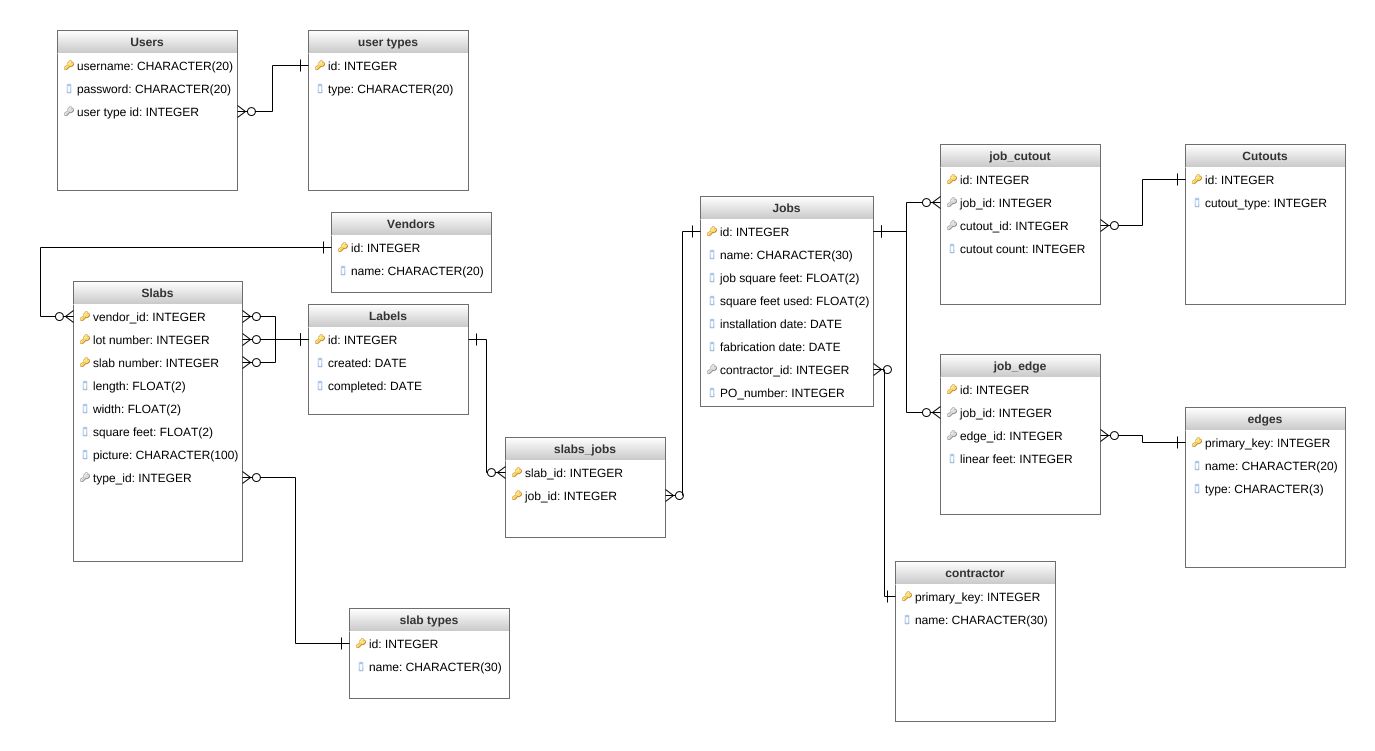 Users
username: CHARACTER(20)
password: CHARACTER(20)
user type id: INTEGER
user types
id: INTEGER
type: CHARACTER(20)
Vendors
id: INTEGER
name: CHARACTER(20)
Slabs
vendor_id: INTEGER
lot number: INTEGER
slab number: INTEGER
length: FLOAT(2)
width: FLOAT(2)
square feet: FLOAT(2)
picture: CHARACTER(100)
type_id: INTEGER
Labels
id: INTEGER
created: DATE
completed: DATE
slabs_jobs
slab_id: INTEGER
job_id: INTEGER
slab types
id: INTEGER
name: CHARACTER(30)
Jobs
id: INTEGER
name: CHARACTER(30)
job square feet: FLOAT(2)
square feet used: FLOAT(2)
installation date: DATE
fabrication date: DATE
contractor_id: INTEGER
PO_number: INTEGER
job_cutout
id: INTEGER
job_id: INTEGER
cutout_id: INTEGER
cutout count: INTEGER
Cutouts
id: INTEGER
cutout_type: INTEGER
job_edge
id: INTEGER
job_id: INTEGER
edge_id: INTEGER
linear feet: INTEGER
edges
primary_key: INTEGER
name: CHARACTER(20)
type: CHARACTER(3)
contractor
primary_key: INTEGER
name: CHARACTER(30)